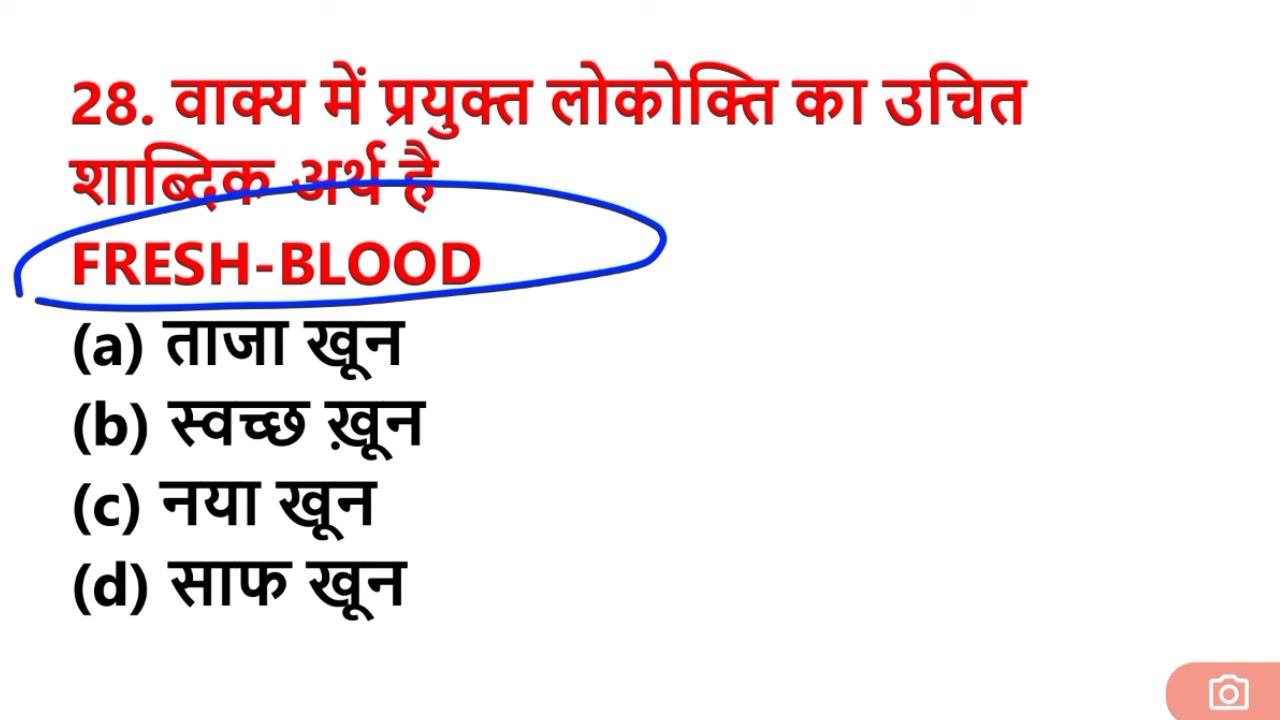 28. वाक्य में प्रयुक्त लोकोक्ति का उचित
शाब्दिक अर्थ है
FRESH-BLOOD
(a) ताजा खून
(b) स्वच्छ ख़ून
(c) नया खून
(d) साफ खून